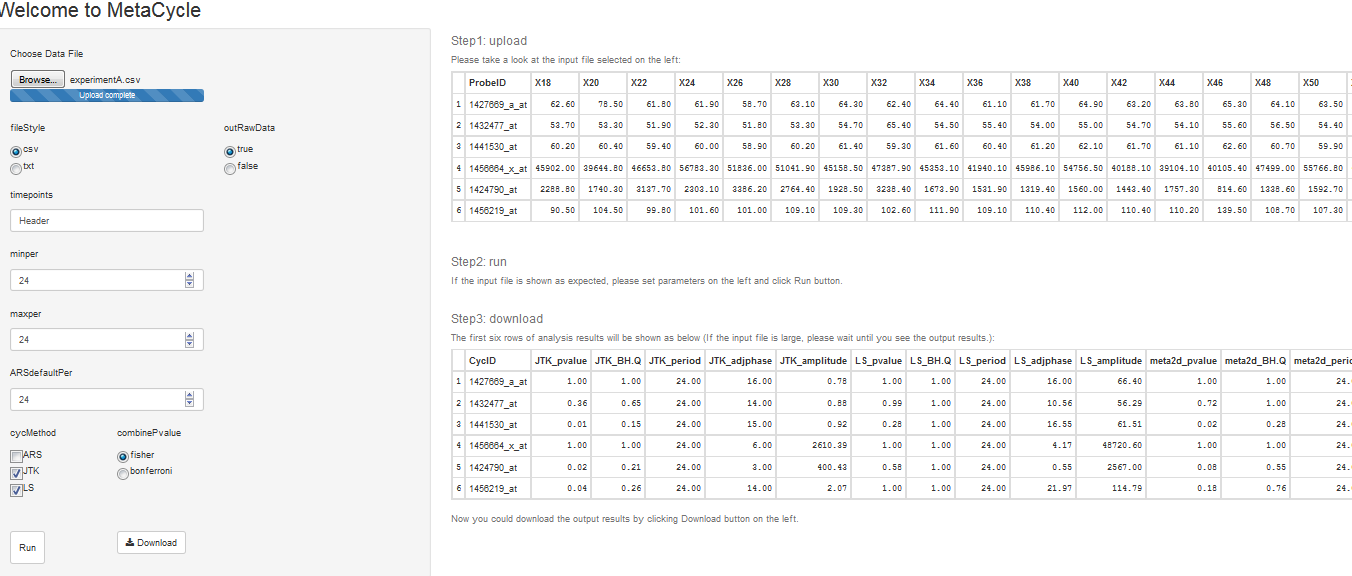 Welcome to MetaCycle
Choose Data File
Browse... experimentA.csv
Upload complete
fileStyle outRawData
csv true
txt false
timepoints
Header
minper
24
maxper
24
ARSdefaultPer
24
cycMethod combinePvalue
ARS fisher
JTK bonferroni
LS
Run Download
Step1: upload
Please take a look at the input file selected on the left:
ProbeID X18 X20 X22 X24 X26 X28 X30 X32 X34 X36 X38 X40 X42 X44 X46 X48 X50
1 1427669_a_at 62.60 78.50 61.80 61.90 58.70 63.10 64.30 62.40 64.40 61.10 61.70 64.90 63.20 63.80 65.30 64.10 63.50
2 1432477_at 53.70 53.30 51.90 52.30 51.80 53.30 54.70 65.40 54.50 55.40 54.00 55.00 54.70 54.10 55.60 56.50 54.40
3 1441530_at 60.20 60.40 59.40 60.00 58.90 60.20 61.40 59.30 61.60 60.40 61.20 62.10 61.70 61.10 62.60 60.70 59.90
4 1456664_x_at 45902.00 39644.80 46653.80 56783.30 51836.00 51041.90 45158.50 47387.90 45353.10 41940.10 45986.10 54756.50 40188.10 39104.10 40105.40 47499.00 55766.80
5 1424790_at 2288.80 1740.30 3137.70 2303.10 3386.20 2764.40 1928.50 3238.40 1673.90 1531.90 1319.40 1560.00 1443.40 1757.30 814.60 1338.60 1592.70
6 1456219_at 90.50 104.50 99.80 101.60 101.00 109.10 109.30 102.60 111.90 109.10 110.40 112.00 110.40 110.20 139.50 108.70 107.30
Step2: run
If the input file is shown as expected, please set parameters on the left and click Run button.
Step3: download
The first six rows of analysis results will be shown as below (If the input file is large, please wait until you see the output results.):
CycID JTK_pvalue JTK_BH.Q JTK_period JTK_adjphase JTK_amplitude LS_pvalue LS_BH.Q LS_period LS_adjphase LS_amplitude meta2d_pvalue meta2d_BH.Q meta2d_peric
1 1427669_a_at 1.00 1.00 24.00 16.00 0.78 1.00 1.00 24.00 16.00 66.40 1.00 1.00 24.
2 1432477_at 0.36 0.65 24.00 14.00 0.88 0.99 1.00 24.00 10.56 56.29 0.72 1.00 24.
3 1441530_at 0.01 0.15 24.00 15.00 0.92 0.28 1.00 24.00 16.55 61.51 0.02 0.28 24.
4 1456664_x_at 1.00 1.00 24.00 6.00 2610.39 1.00 1.00 24.00 4.17 48720.60 1.00 1.00 24.
5 1424790_at 0.02 0.21 24.00 3.00 400.43 0.58 1.00 24.00 0.55 2567.00 0.08 0.55 24.
6 1456219_at 0.04 0.26 24.00 14.00 2.07 1.00 1.00 24.00 21.97 114.79 0.18 0.76 24.
Now you could download the output results by clicking Download button on the left.